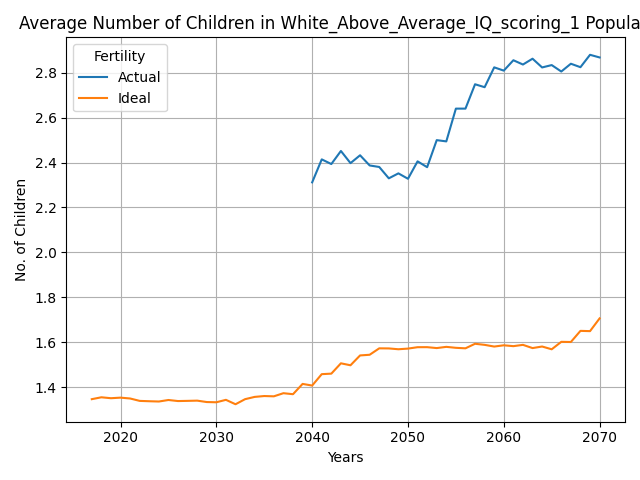 Average Number of Children in White_Above_Average_IQ_scoring_1 Popula
Fertility
Actual
Ideal
No. of Children
2.8
2.6
2.4
2.2
2.0
1.8
1.6
1.4
2020 2030 2040 2050 2060 2070
Years